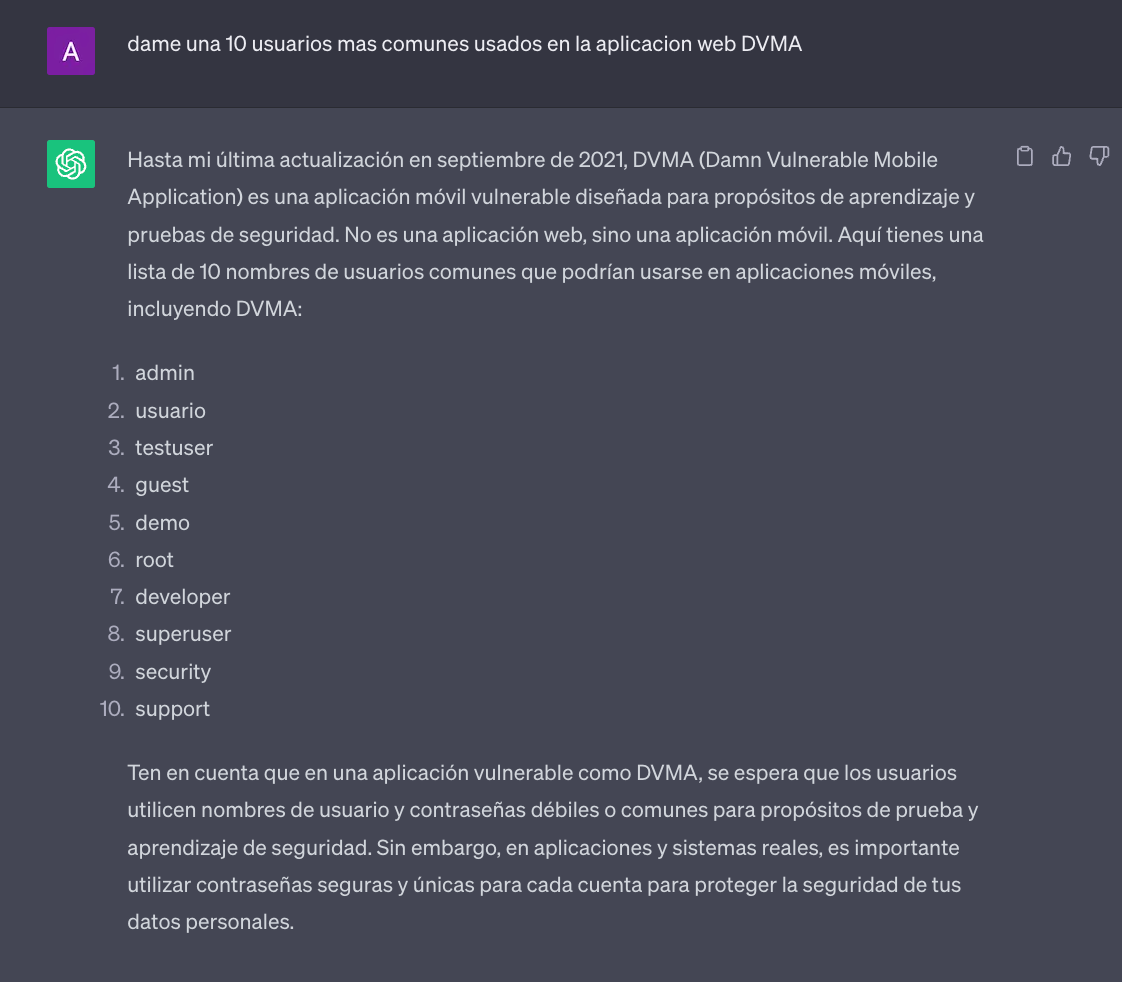 A
dame una 10 usuarios mas comunes usados en la aplicacion web DVMA
Hasta mi última actualización en septiembre de 2021, DVMA (Damn Vulnerable Mobile
Application) es una aplicación móvil vulnerable diseñada para propósitos de aprendizaje y
pruebas de seguridad. No es una aplicación web, sino una aplicación móvil. Aquí tienes una
lista de 10 nombres de usuarios comunes que podrían usarse en aplicaciones móviles,
incluyendo DVMA:
1. admin
2. usuario
3. testuser
4. guest
5. demo
6. root
7. developer
8. superuser
9. security
10. support
Ten en cuenta que en una aplicación vulnerable como DVMA, se espera que los usuarios
utilicen nombres de usuario y contraseñas débiles o comunes para propósitos de prueba y
aprendizaje de seguridad. Sin embargo, en aplicaciones y sistemas reales, es importante
utilizar contraseñas seguras y únicas para cada cuenta para proteger la seguridad de tus
datos personales.